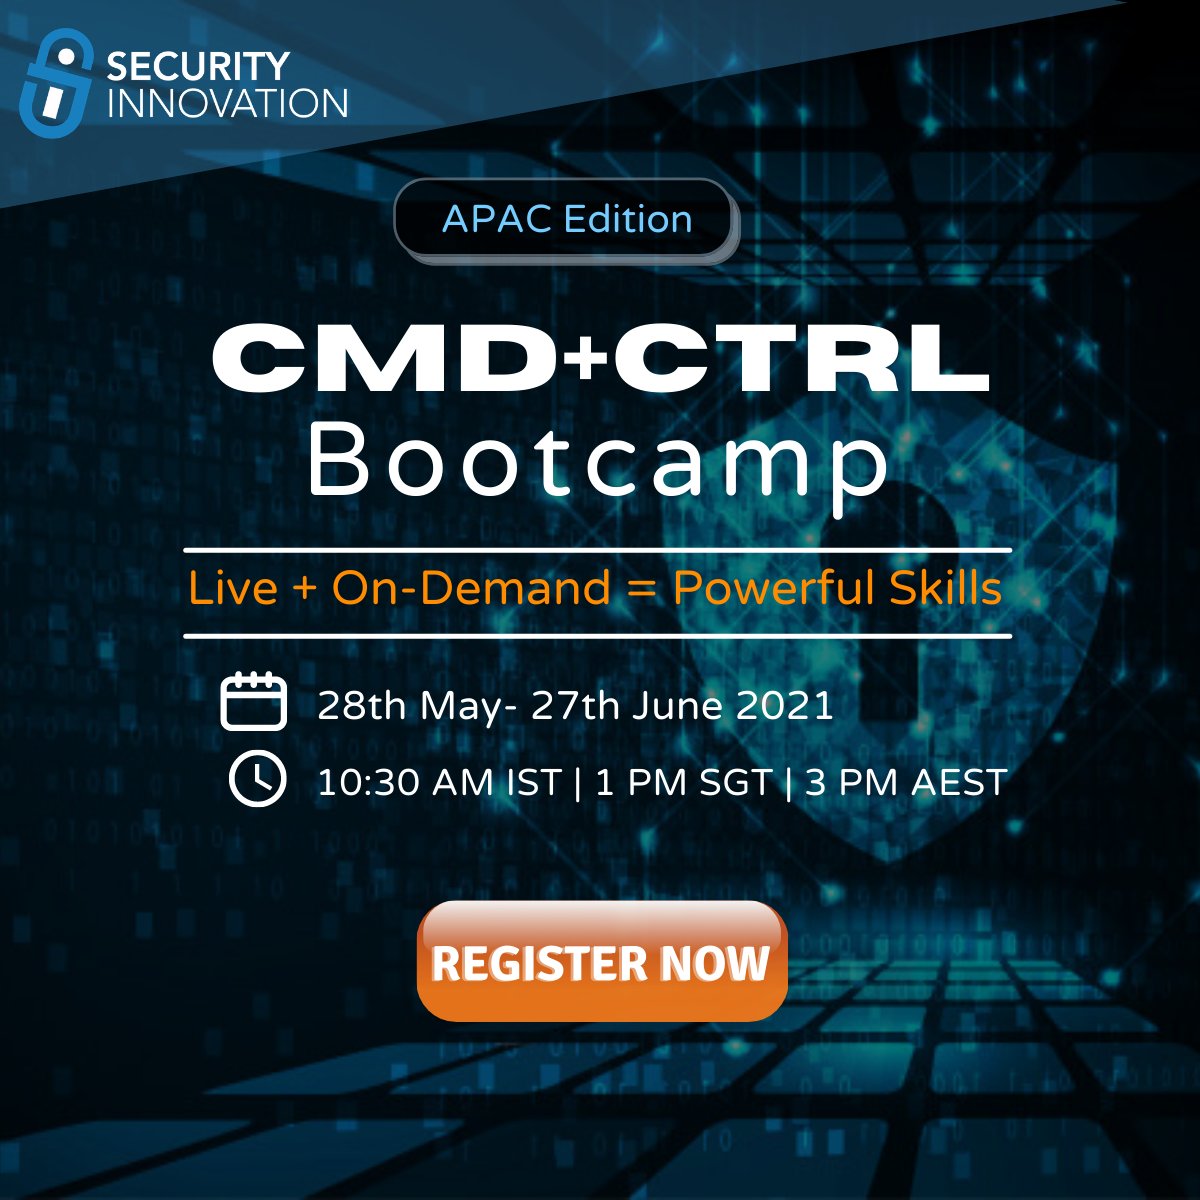 SECURITY
INNOVATION
APAC Edition
CMD+CTRL
Bootcamp
Live + On-Demand = Powerful Skills
28th May- 27th June 2021
10:30 AM IST | 1 PM SGT | 3 PM AEST
REGISTER NOW